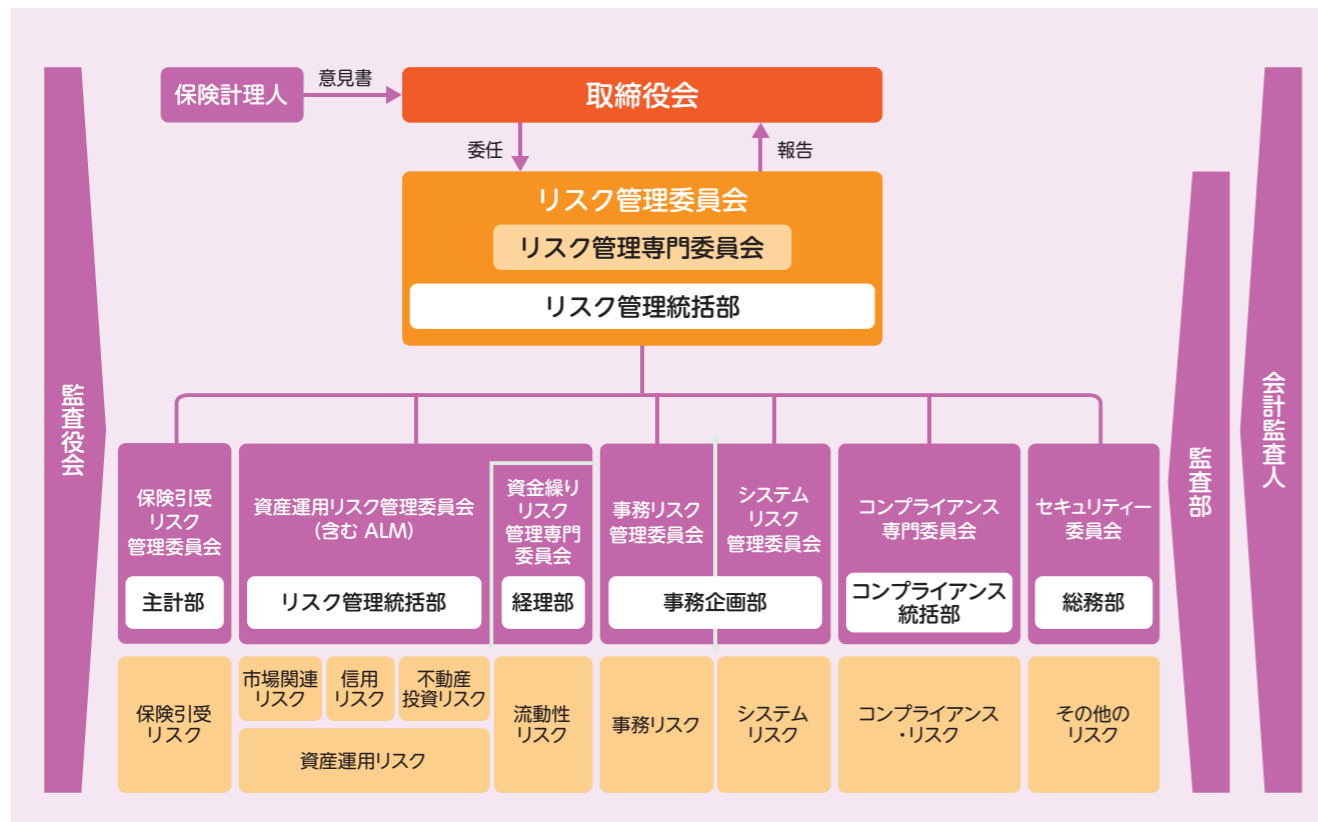 保険計理人
意見書
取締役会
委任
報告
リスク管理委員会
リスク管理専門委員会
リスク管理統括部
監査役会
監査部
会計監査人
保険引受
リスク
管理委員会
主計部
資産運用リスク管理委員会
(含む ALM)
リスク管理統括部
資金繰り
リスク
管理専門
委員会
経理部
事務リスク
管理委員会
システム
リスク
管理委員会
事務企画部
コンプライアンス
専門委員会
コンプライアンス
統括部
セキュリティー
委員会
総務部
保険引受
リスク
市場関連
リスク
信用
リスク
不動産
投資リスク
資産運用リスク
流動性
リスク
事務リスク
システム
リスク
コンプライアンス
・リスク
その他の
リスク